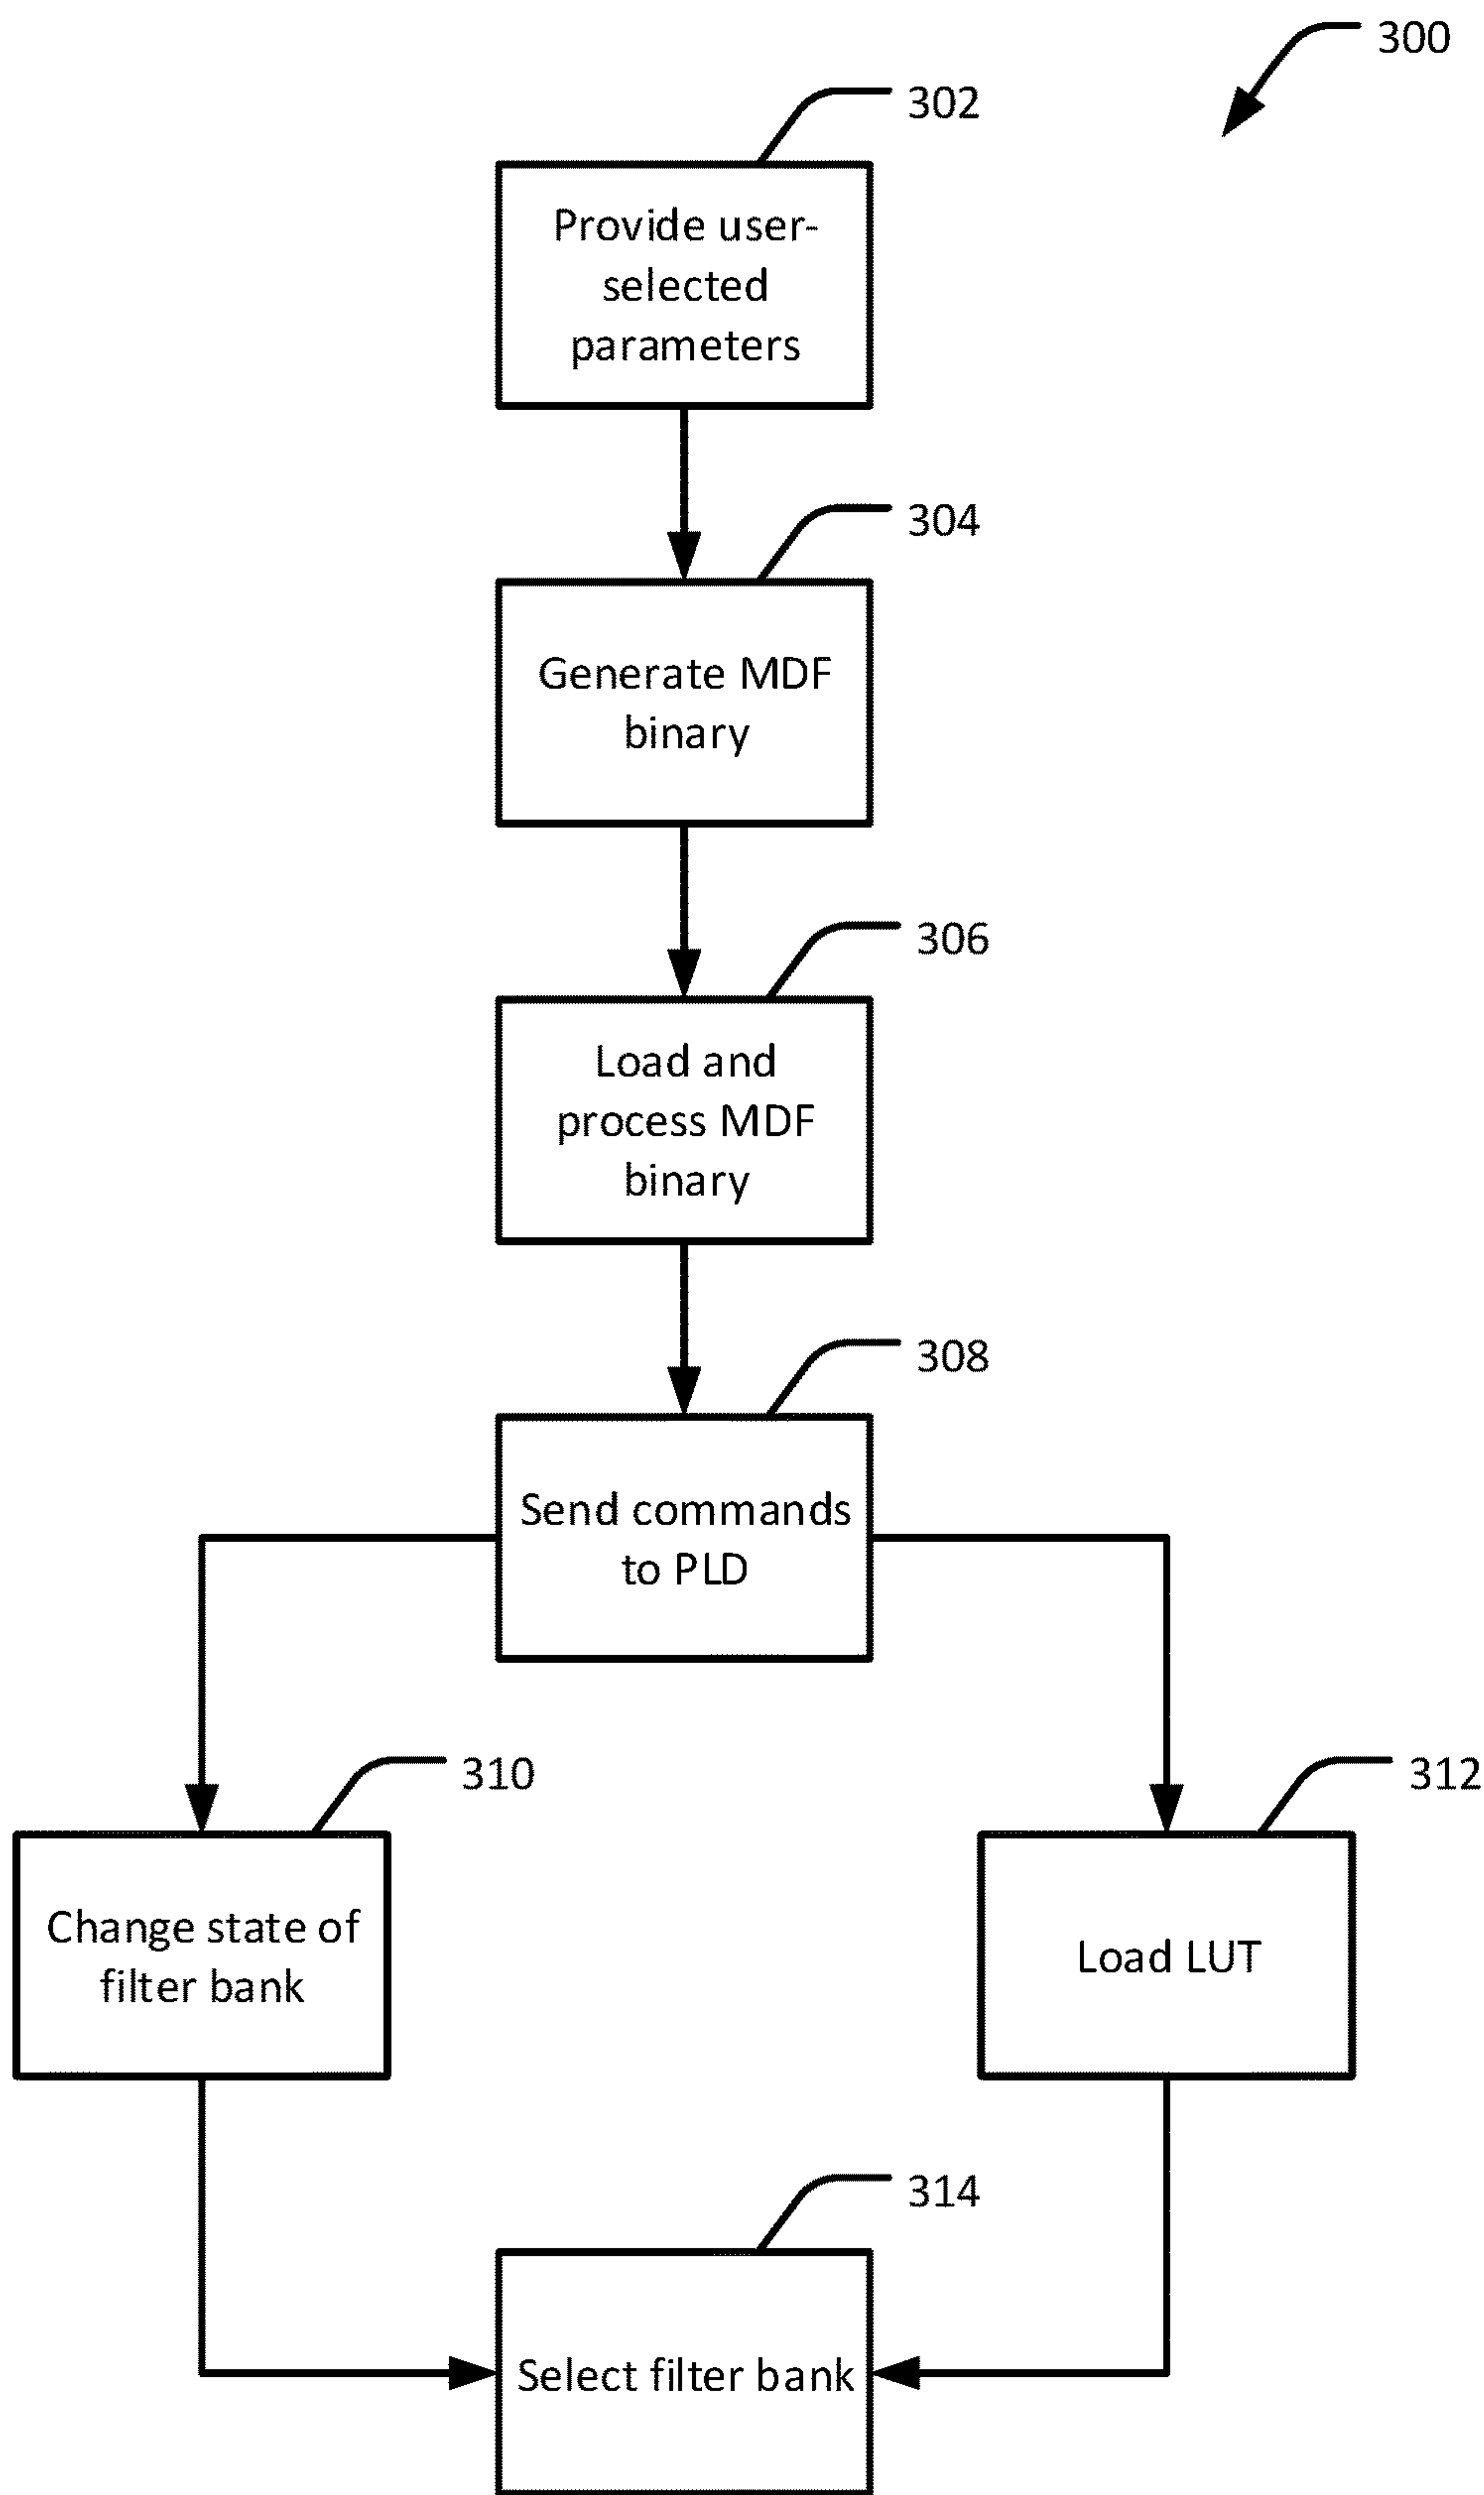 300
302
Provide user-
selected
parameters
304
Generate MDF
binary
306
Load and
process MDF
binary
308
Send commands
to PLD
310
Change state of
filter bank
312
Load LUT
314
Select filter bank